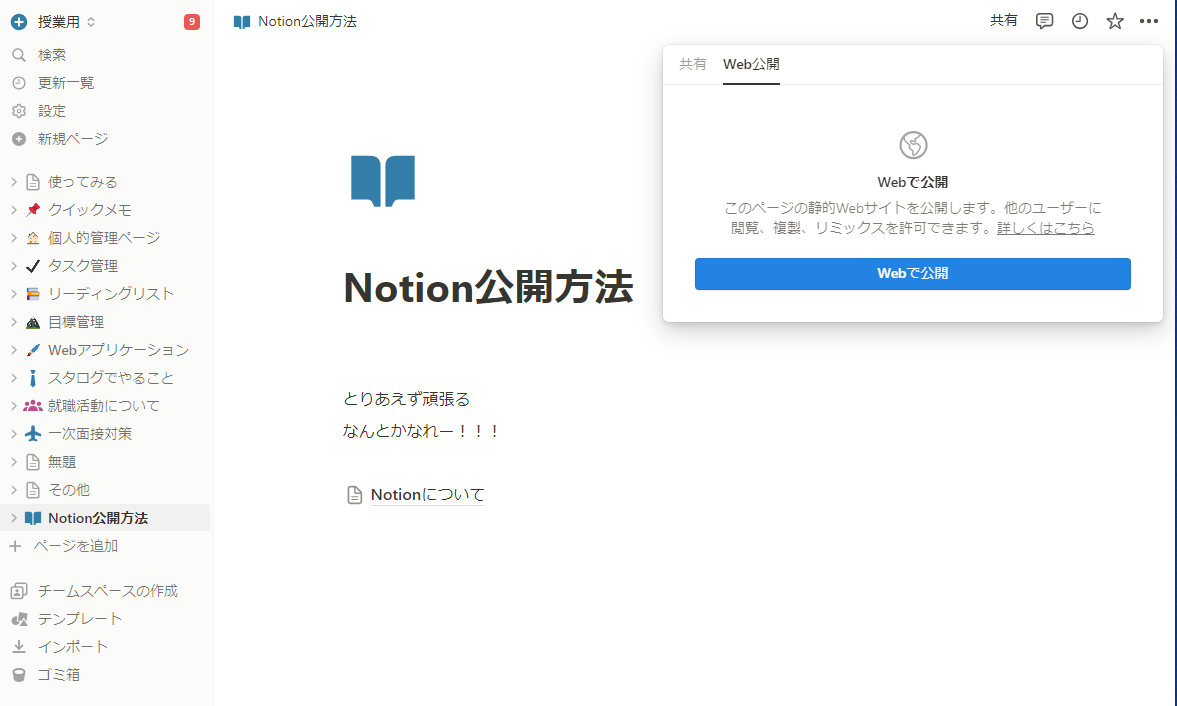 授業用
9
検索
更新一覧
設定
新規ページ
使ってみる
クイックメモ
個人的管理ページ
タスク管理
リーディングリスト
目標管理
Webアプリケーション
スタログでやること
就職活動について
一次面接対策
無題
その他
Notion公開方法
ページを追加
チームスペースの作成
テンプレート
インポート
ゴミ箱
Notion公開方法
共有
共有 Web公開
Webで公開
このページの静的Webサイトを公開します。他のユーザーに
閲覧、複製、リミックスを許可できます。詳しくはこちら
Webで公開
Notion公開方法
とりあえず頑張る
なんとかなれー！！！
Notionについて